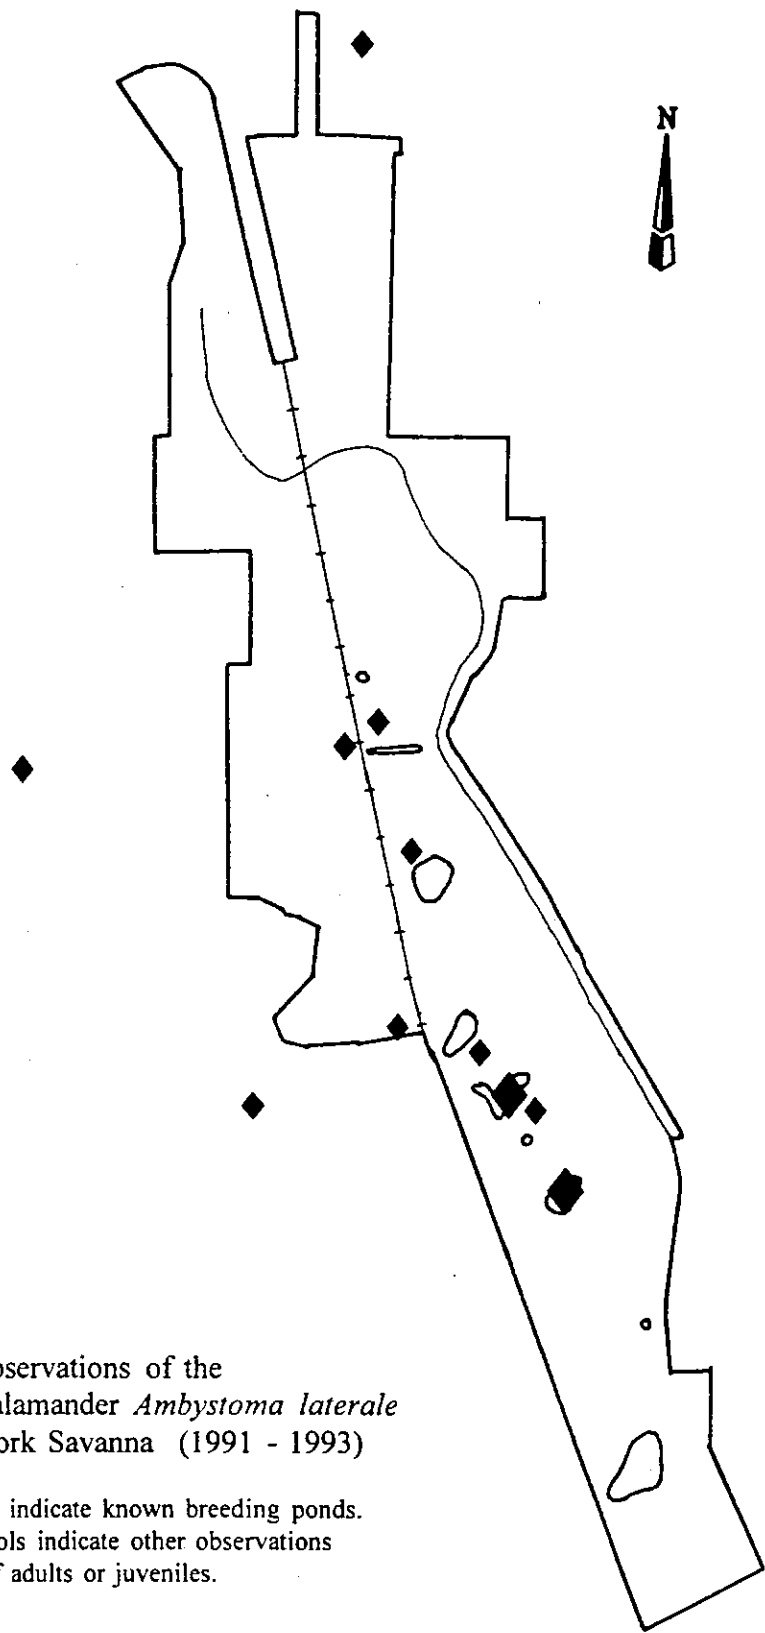 N
bservations of the
alamander Ambystoma laterale
ork Savanna (1991 - 1993)
indicate known breeding ponds.
ols indicate other observations
f adults or juveniles.